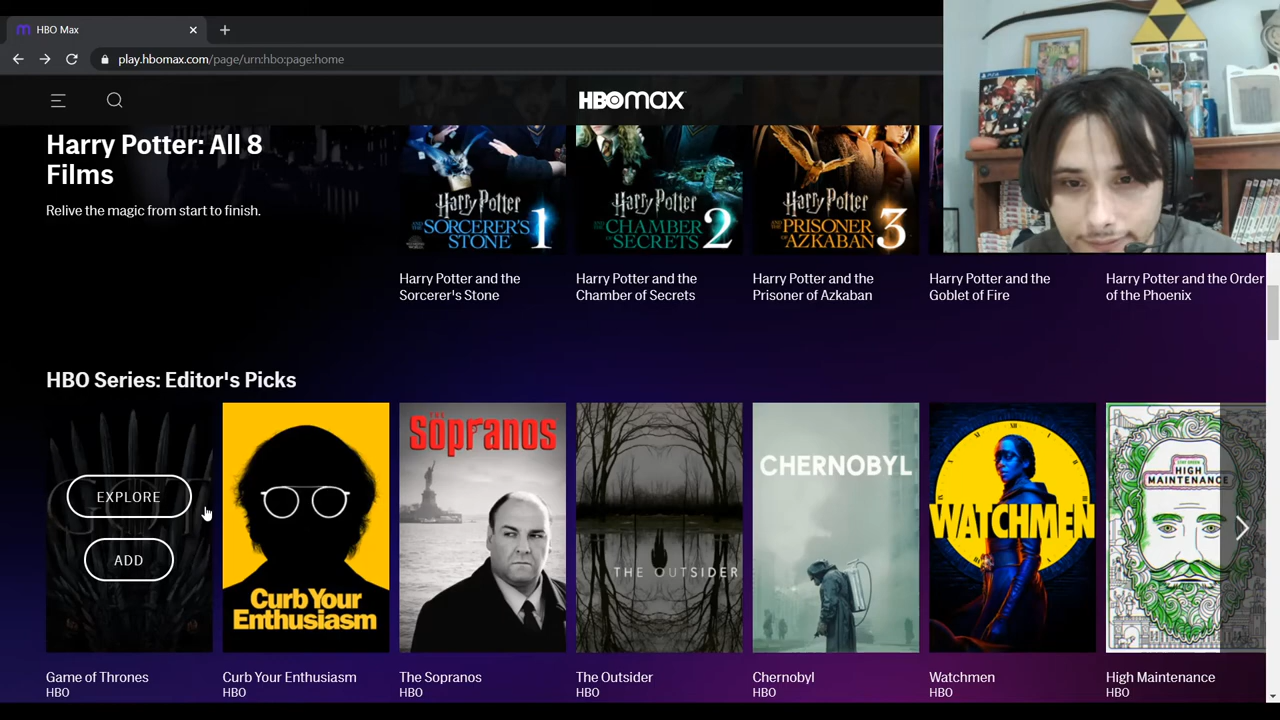 HBO Max
play.hbomax.com/page/urn:hbo:page:home
HBOMAX
Harry Potter: All 8
Films
Relive the magic from start to finish.
Harry Potter
AND THE
SORCERER'S
STONE 1
Harry Potter
AND THE
CHAMBER OF
SECRETS 2
Harry Potter
AND THE
PRISONER OF
AZKABAN 3
Harry Potter and the
Sorcerer's Stone
Harry Potter and the
Chamber of Secrets
Harry Potter and the
Prisoner of Azkaban
Harry Potter and the
Goblet of Fire
Harry Potter and the Order
of the Phoenix
HBO Series: Editor's Picks
EXPLORE
ADD
Curb Your
Enthusiasm
THE
Sopranos
THE OUTSIDER
CHERNOBYL
WATCHMEN
HIGH
MAINTENANCE
Game of Thrones
HBO
Curb Your Enthusiasm
HBO
The Sopranos
HBO
The Outsider
HBO
Chernobyl
HBO
Watchmen
HBO
High Maintenance
HBO